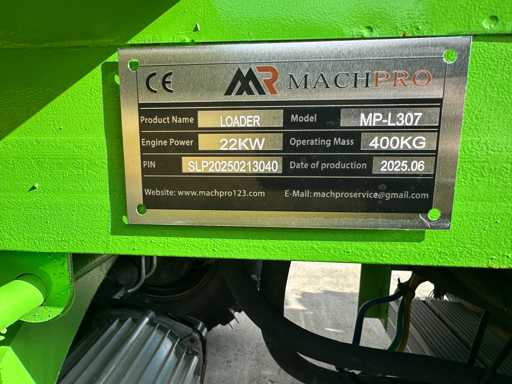 CE MR MACHPRO
Product Name LOADER Model MP-L307
Engine Power 22KW Operating Mass 400KG
PIN SLP20250213040 Date of production 2025.06
Website: www.machpro123.com E-Mail: machproservice@gmail.com